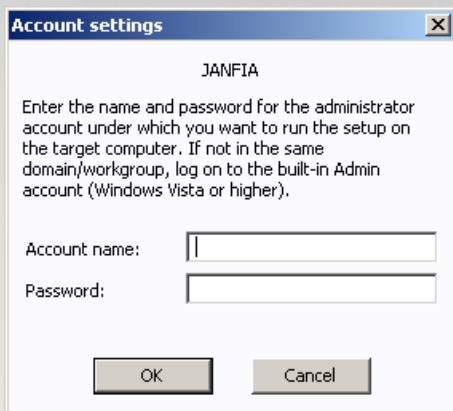 Account settings
JANFIA
Enter the name and password for the administrator
account under which you want to run the setup on
the target computer. If not in the same
domain/workgroup, log on to the built-in Admin
account (Windows Vista or higher).
Account name:
Password:
OK Cancel